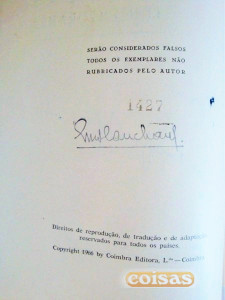 SERÃO CONSIDERADOS FALSOS
TODOS OS EXEMPLARES NÃO
RUBRICADOS PELO AUTOR
1427
Direitos de reprodução, de tradução e de adaptação
reservados para todos os países.
Copyright 1960 by Coimbra Editora, L.da — Coimbra
coisas